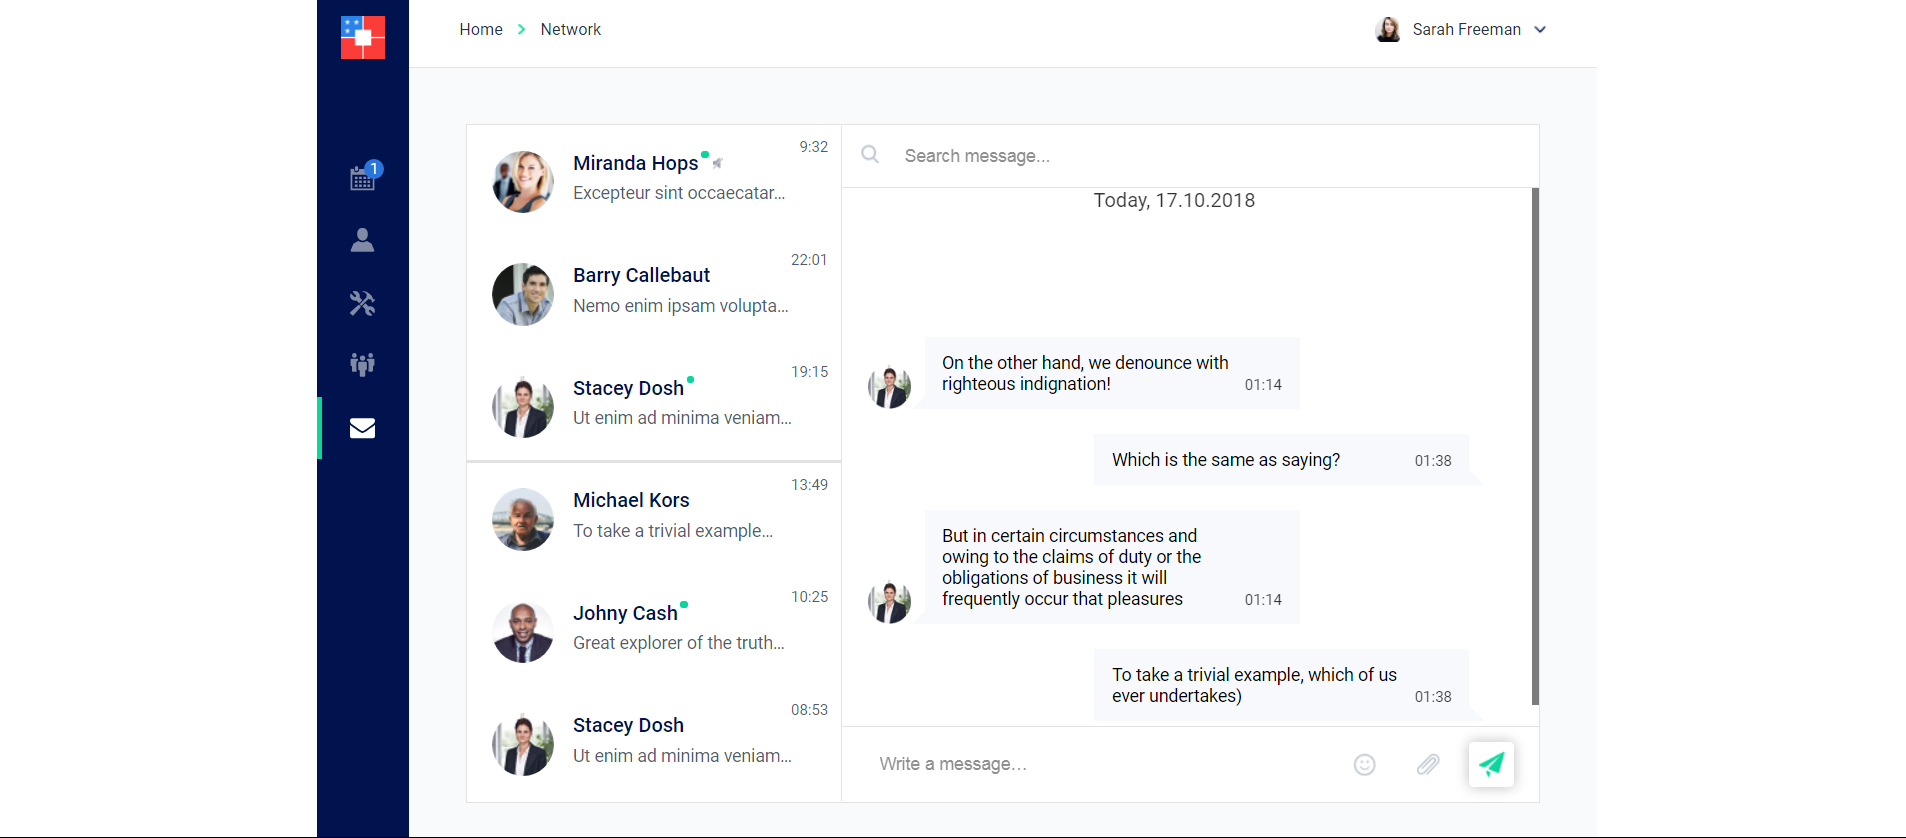 Home
Network
Sarah Freeman
1
Miranda Hops
9:32
Excepteur sint occaecatar...
Barry Callebaut
22:01
Nemo enim ipsam volupta...
Stacey Dosh
19:15
Ut enim ad minima veniam...
Michael Kors
13:49
To take a trivial example...
Johny Cash
10:25
Great explorer of the truth...
Stacey Dosh
08:53
Ut enim ad minima veniam...
Search message...
Today, 17.10.2018
On the other hand, we denounce with
righteous indignation!
01:14
Which is the same as saying?
01:38
But in certain circumstances and
owing to the claims of duty or the
obligations of business it will
frequently occur that pleasures
01:14
To take a trivial example, which of us
ever undertakes)
01:38
Write a message...